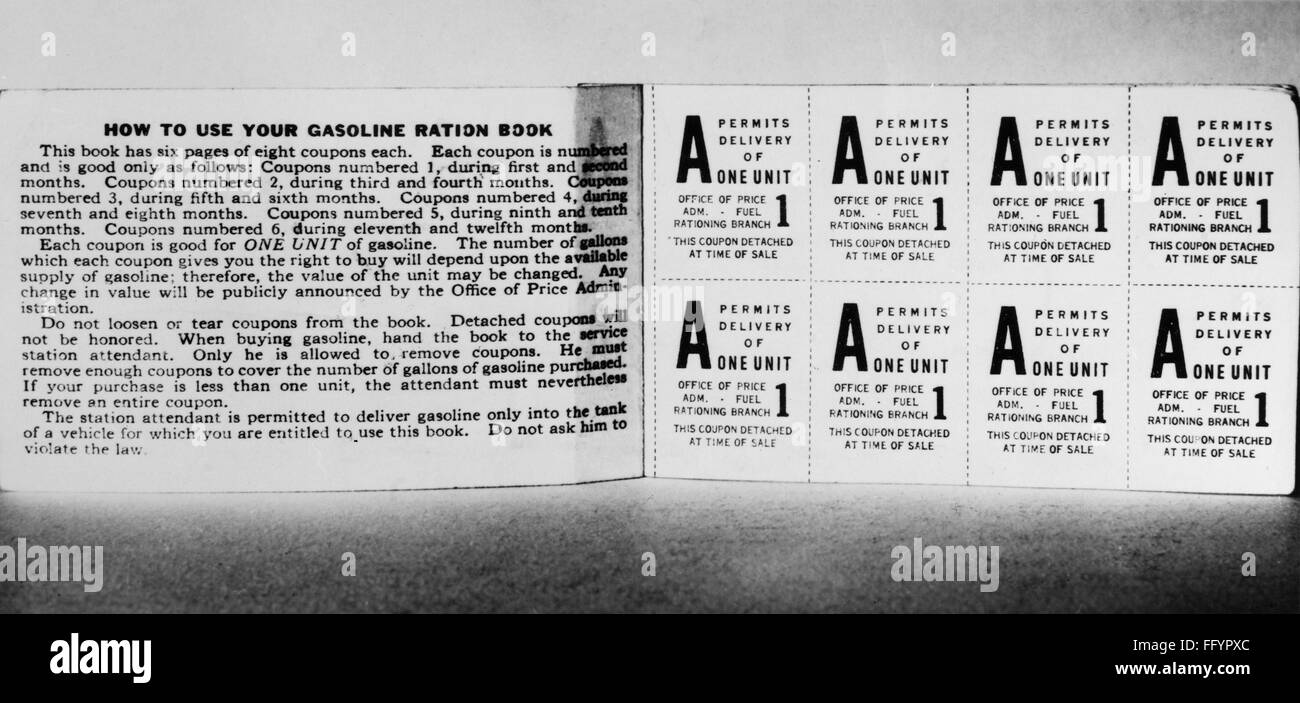 HOW TO USE YOUR GASOLINE RATION BOOK
This book has six pages of eight coupons each. Each coupon is numbered
and is good only as follows: Coupons numbered 1, during first and second
months. Coupons numbered 2, during third and fourth months. Coupons
numbered 3, during fifth and sixth months. Coupons numbered 4, during
seventh and eighth months. Coupons numbered 5, during ninth and tenth
months. Coupons numbered 6, during eleventh and twelfth months.
Each coupon is good for ONE UNIT of gasoline. The number of gallons
which each coupon gives you the right to buy will depend upon the available
supply of gasoline; therefore, the value of the unit may be changed. Any
change in value will be publicly announced by the Office of Price Admin-
istration.
Do not loosen or tear coupons from the book. Detached coupons will
not be honored. When buying gasoline, hand the book to the service
station attendant. Only he is allowed to remove coupons. He must
remove enough coupons to cover the number of gallons of gasoline purchased.
If your purchase is less than one unit, the attendant must nevertheless
remove an entire coupon.
The station attendant is permitted to deliver gasoline only into the tank
of a vehicle for which you are entitled to use this book. Do not ask him to
violate the law.
A PERMITS
DELIVERY
OF
ONE UNIT
OFFICE OF PRICE
ADM. - FUEL
RATIONING BRANCH 1
THIS COUPON DETACHED
AT TIME OF SALE
A PERMITS
DELIVERY
OF
ONE UNIT
OFFICE OF PRICE
ADM. - FUEL
RATIONING BRANCH 1
THIS COUPON DETACHED
AT TIME OF SALE
A PERMITS
DELIVERY
OF
ONE UNIT
OFFICE OF PRICE
ADM. - FUEL
RATIONING BRANCH 1
THIS COUPON DETACHED
AT TIME OF SALE
A PERMITS
DELIVERY
OF
ONE UNIT
OFFICE OF PRICE
ADM. - FUEL
RATIONING BRANCH 1
THIS COUPON DETACHED
AT TIME OF SALE
A PERMITS
DELIVERY
OF
ONE UNIT
OFFICE OF PRICE
ADM. - FUEL
RATIONING BRANCH 1
THIS COUPON DETACHED
AT TIME OF SALE
A PERMITS
DELIVERY
OF
ONE UNIT
OFFICE OF PRICE
ADM. - FUEL
RATIONING BRANCH 1
THIS COUPON DETACHED
AT TIME OF SALE
A PERMITS
DELIVERY
OF
ONE UNIT
OFFICE OF PRICE
ADM. - FUEL
RATIONING BRANCH 1
THIS COUPON DETACHED
AT TIME OF SALE
A PERMITS
DELIVERY
OF
ONE UNIT
OFFICE OF PRICE
ADM. - FUEL
RATIONING BRANCH 1
THIS COUPON DETACHED
AT TIME OF SALE
a
a
a
a
alamy
alamy
alamy
a
a
a
alamy
alamy
a
a
a
alamy
Image ID: FFYPXC
www.alamy.com